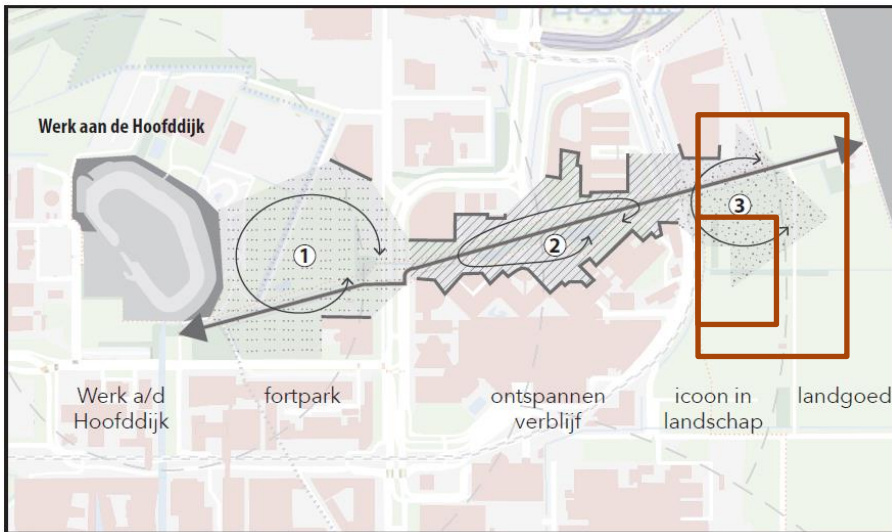 Werk aan de Hoofddijk
1
2
3
Werk a/d
Hoofddijk
fortpark
ontspannen
verblijf
icoon in
landschap
landgoed